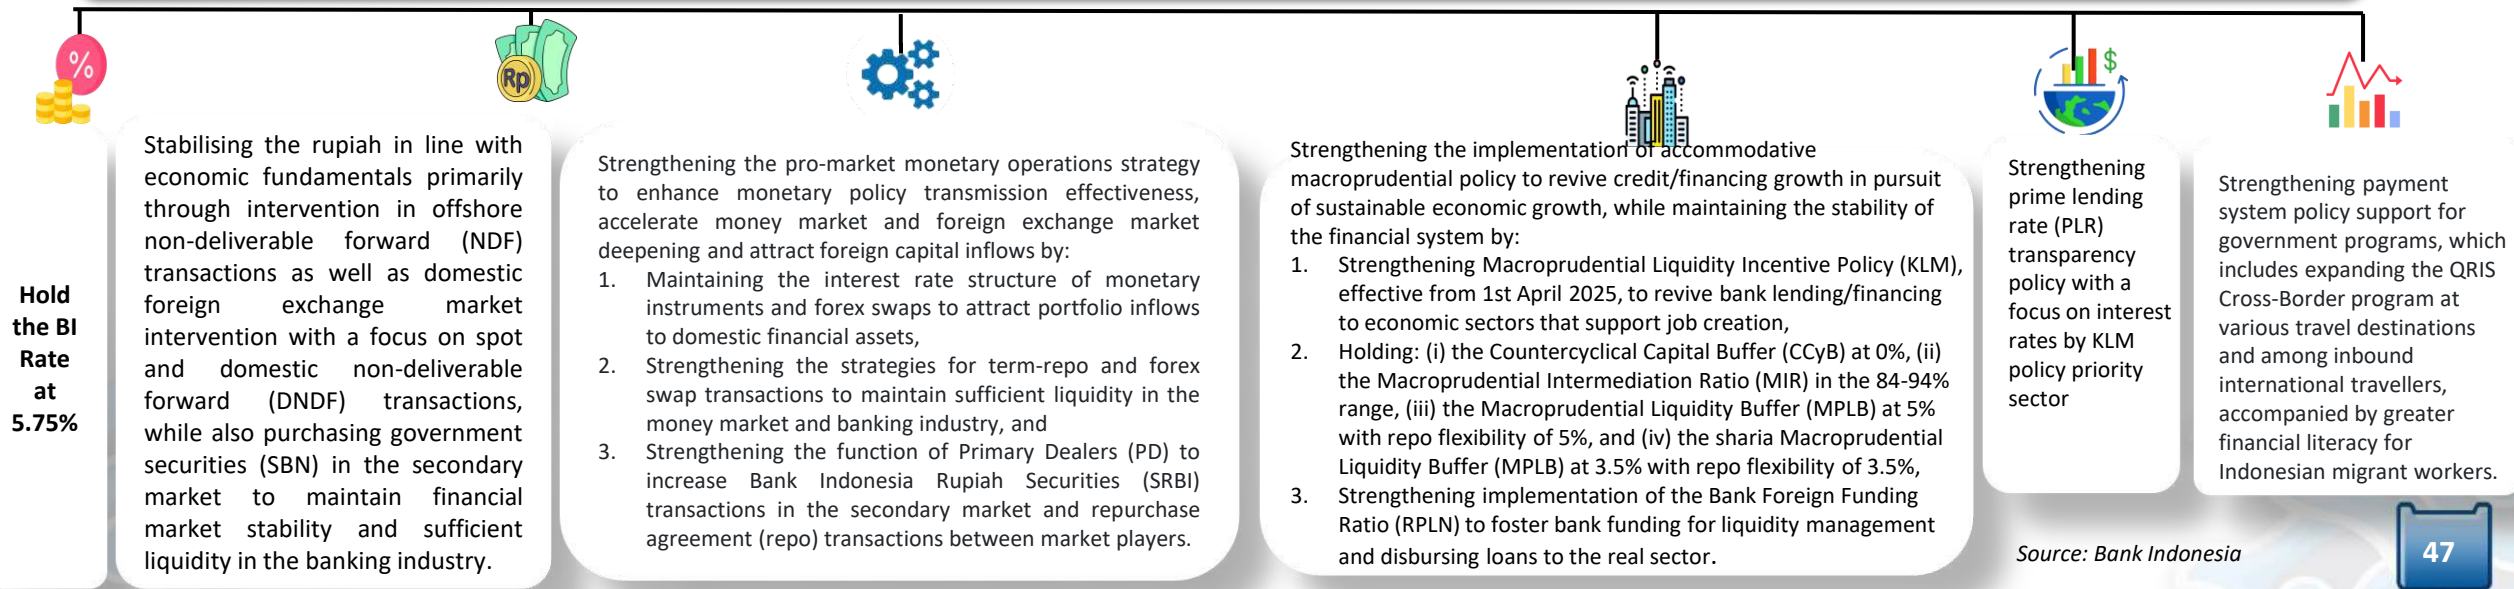 %
Rp
$
Hold
the BI
Rate
at
5.75%
Stabilising the rupiah in line with
economic fundamentals primarily
through intervention in offshore
non-deliverable forward (NDF)
transactions as well as domestic
foreign exchange market
intervention with a focus on spot
and domestic non-deliverable
forward (DNDF) transactions,
while also purchasing government
securities (SBN) in the secondary
market to maintain financial
market stability and sufficient
liquidity in the banking industry.
Strengthening the pro-market monetary operations strategy
to enhance monetary policy transmission effectiveness,
accelerate money market and foreign exchange market
deepening and attract foreign capital inflows by:
1. Maintaining the interest rate structure of monetary
instruments and forex swaps to attract portfolio inflows
to domestic financial assets,
2. Strengthening the strategies for term-repo and forex
swap transactions to maintain sufficient liquidity in the
money market and banking industry, and
3. Strengthening the function of Primary Dealers (PD) to
increase Bank Indonesia Rupiah Securities (SRBI)
transactions in the secondary market and repurchase
agreement (repo) transactions between market players.
Strengthening the implementation of accommodative
macroprudential policy to revive credit/financing growth in pursuit
of sustainable economic growth, while maintaining the stability of
the financial system by:
1. Strengthening Macroprudential Liquidity Incentive Policy (KLM),
effective from 1st April 2025, to revive bank lending/financing
to economic sectors that support job creation,
2. Holding: (i) the Countercyclical Capital Buffer (CCyB) at 0%, (ii)
the Macroprudential Intermediation Ratio (MIR) in the 84-94%
range, (iii) the Macroprudential Liquidity Buffer (MPLB) at 5%
with repo flexibility of 5%, and (iv) the sharia Macroprudential
Liquidity Buffer (MPLB) at 3.5% with repo flexibility of 3.5%,
3. Strengthening implementation of the Bank Foreign Funding
Ratio (RPLN) to foster bank funding for liquidity management
and disbursing loans to the real sector.
Strengthening
prime lending
rate (PLR)
transparency
policy with a
focus on interest
rates by KLM
policy priority
sector
Strengthening payment
system policy support for
government programs, which
includes expanding the QRIS
Cross-Border program at
various travel destinations
and among inbound
international travellers,
accompanied by greater
financial literacy for
Indonesian migrant workers.
Source: Bank Indonesia
47